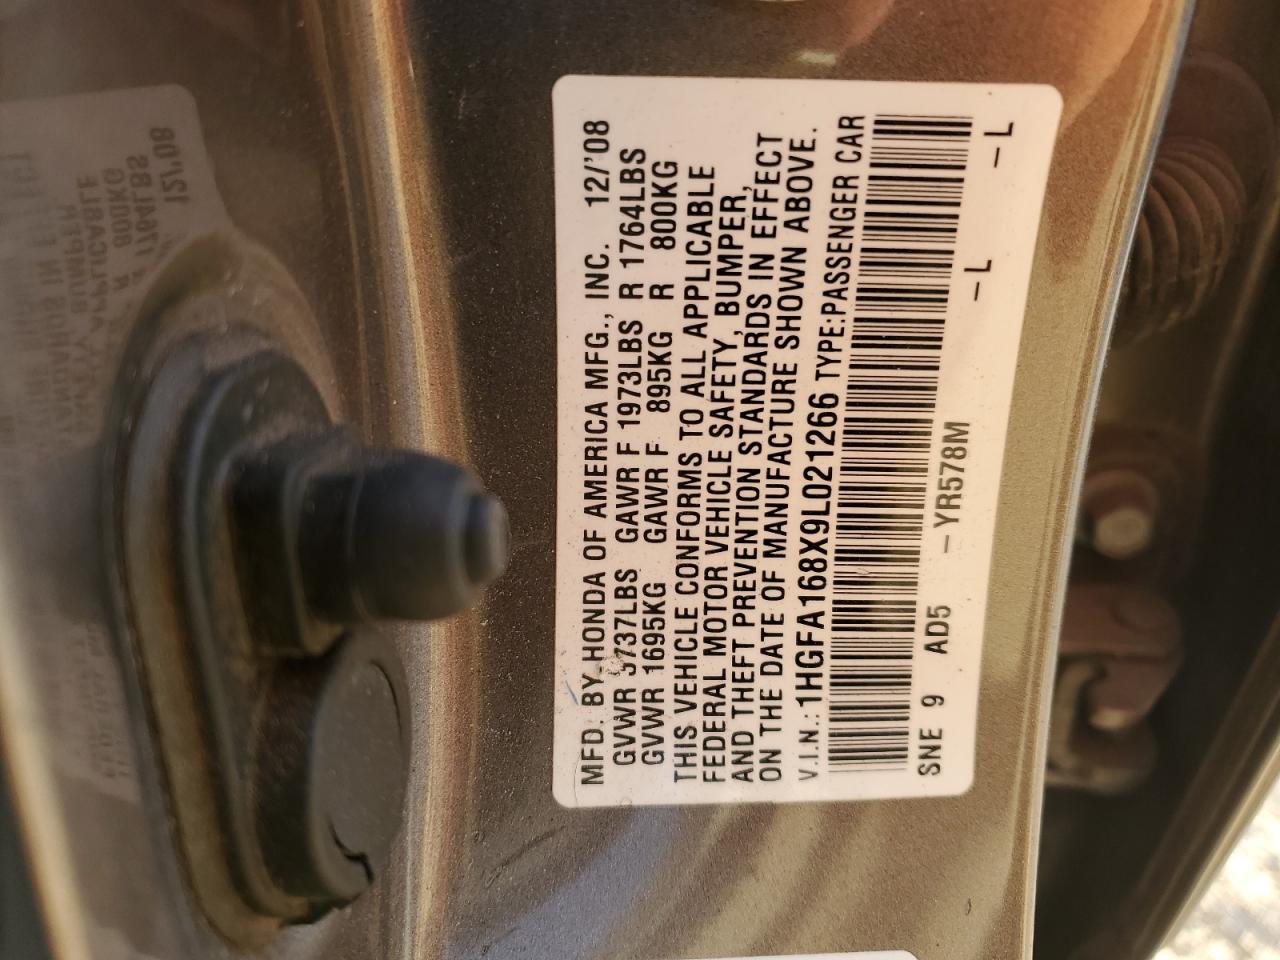 MFD. BY HONDA OF AMERICA MFG., INC. 12/'08
GVWR 3737LBS GAWR F 1973LBS R 1764LBS
GVWR 1695KG GAWR F 895KG R 800KG
THIS VEHICLE CONFORMS TO ALL APPLICABLE
FEDERAL MOTOR VEHICLE SAFETY, BUMPER,
AND THEFT PREVENTION STANDARDS IN EFFECT
ON THE DATE OF MANUFACTURE SHOWN ABOVE.
V.I.N.: 1HGFA168X9L021266 TYPE:PASSENGER CAR
SNE 9 AD5 –YR578M –L –L